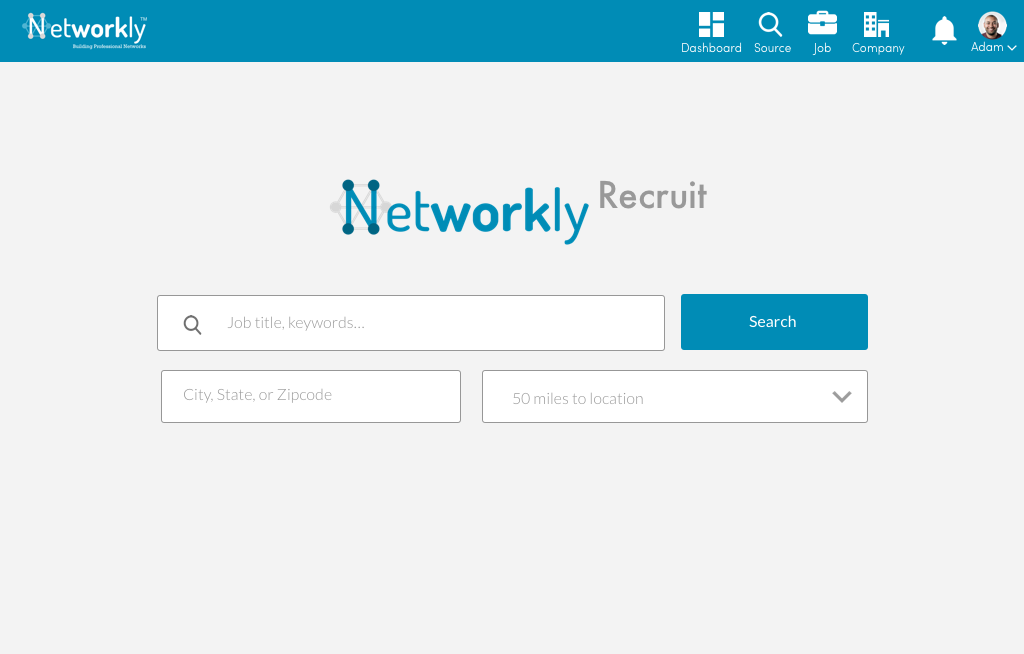 Networkly™
Building Professional Networks
Dashboard
Source
Job
Company
Adam
Networkly Recruit
Job title, keywords...
Search
City, State, or Zipcode
50 miles to location